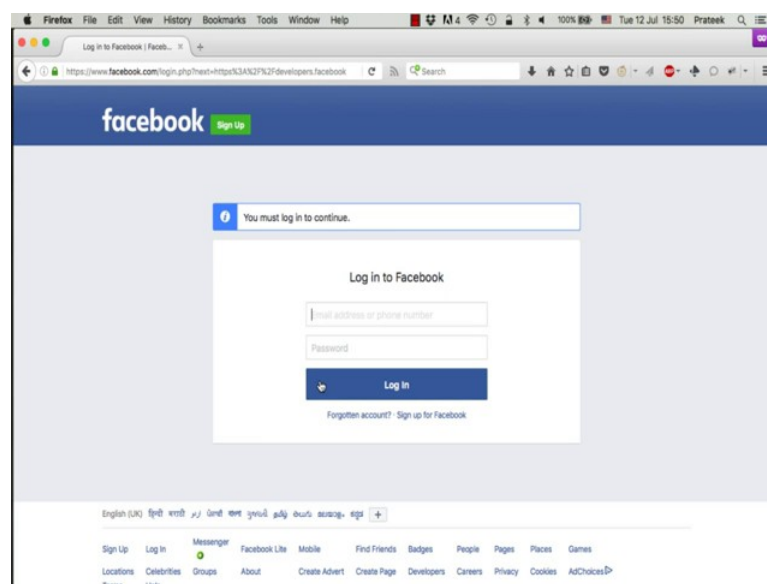 Firefox File Edit View History Bookmarks Tools Window Help 4 100% Tue 12 Jul 15:50 Prateek
Log in to Facebook | Faceb...
https://www.facebook.com/login.php?next=https%3A%2F%2Fdevelopers.facebook Search
facebook Sign Up
You must log in to continue.
Log in to Facebook
Email address or phone number
Password
Log In
Forgotten account? · Sign up for Facebook
English (UK) हिन्दी मराठी اردو ਪੰਜਾਬੀ বাংলা ગુજરાતી தமிழ் తెలుగు മലയാളം ಕನ್ನಡ +
Sign Up Log In Messenger Facebook Lite Mobile Find Friends Badges People Pages Places Games
Locations Celebrities Groups About Create Advert Create Page Developers Careers Privacy Cookies AdChoices